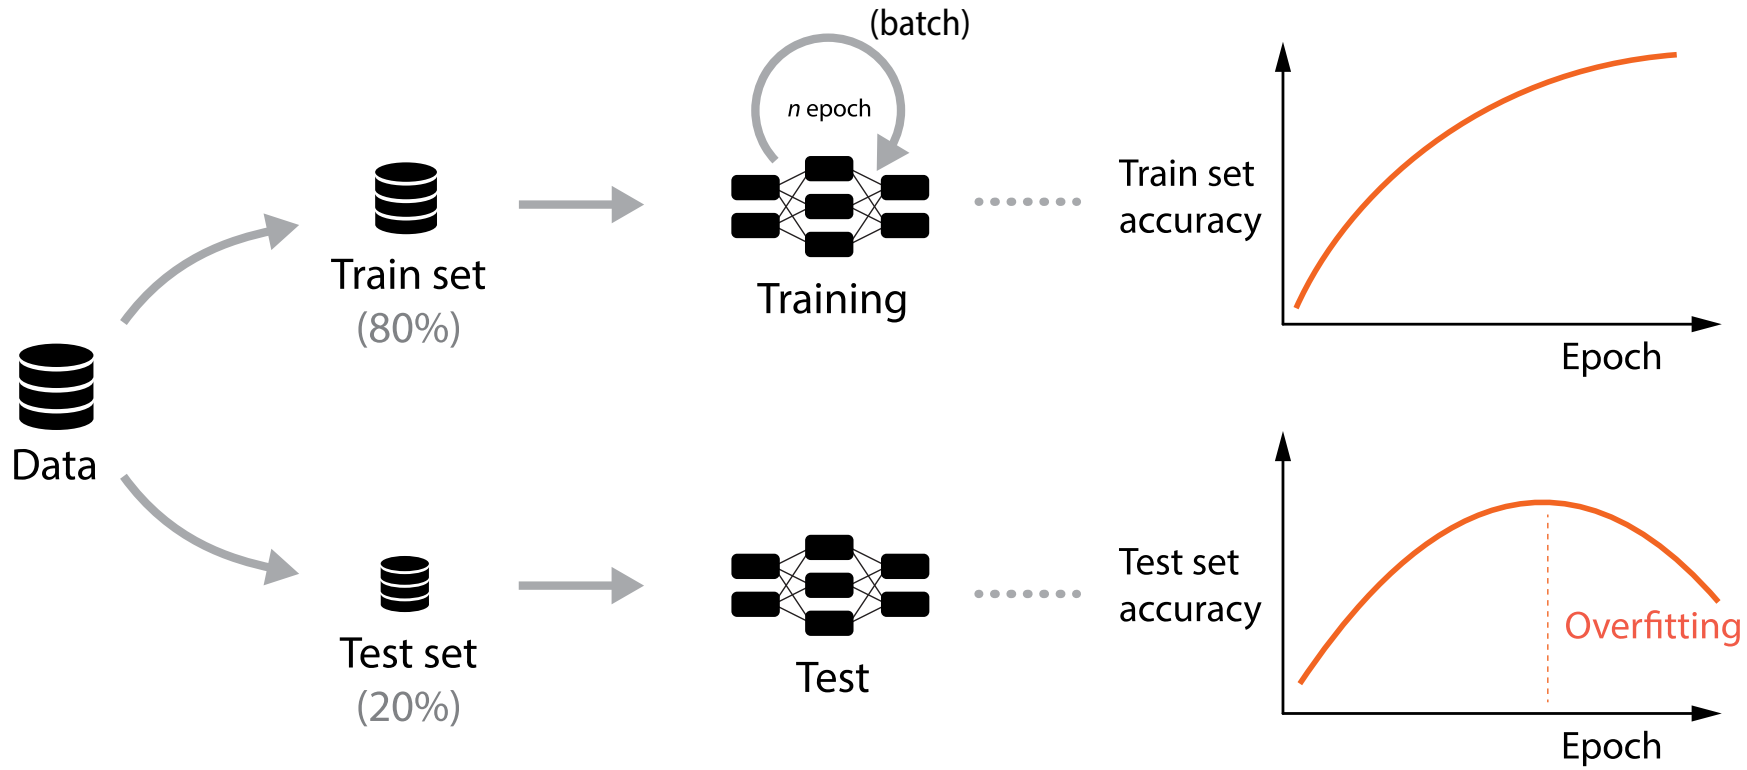 (batch)
n epoch
Train set
(80%)
Training
Train set
accuracy
Epoch
Data
Test set
(20%)
Test
Test set
accuracy
Overfitting
Epoch